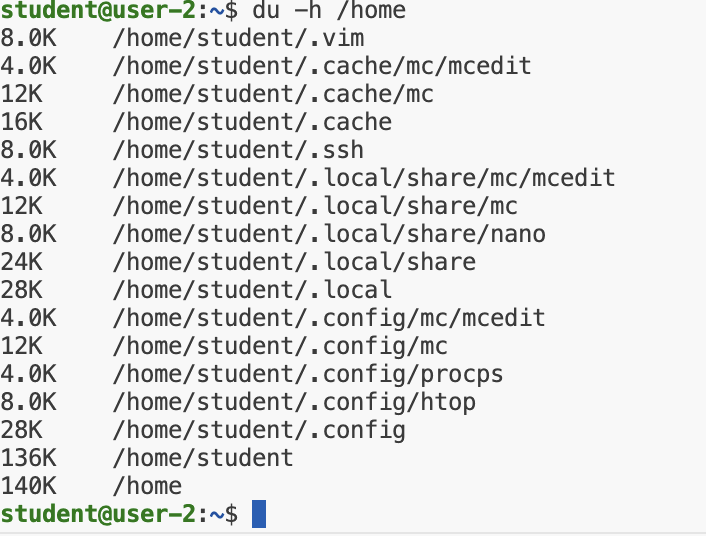 student@user-2:~$ du -h /home
8.0K    /home/student/.vim
4.0K    /home/student/.cache/mc/mcedit
12K     /home/student/.cache/mc
16K     /home/student/.cache
8.0K    /home/student/.ssh
4.0K    /home/student/.local/share/mc/mcedit
12K     /home/student/.local/share/mc
8.0K    /home/student/.local/share/nano
24K     /home/student/.local/share
28K     /home/student/.local
4.0K    /home/student/.config/mc/mcedit
12K     /home/student/.config/mc
4.0K    /home/student/.config/procps
8.0K    /home/student/.config/htop
28K     /home/student/.config
136K    /home/student
140K    /home
student@user-2:~$